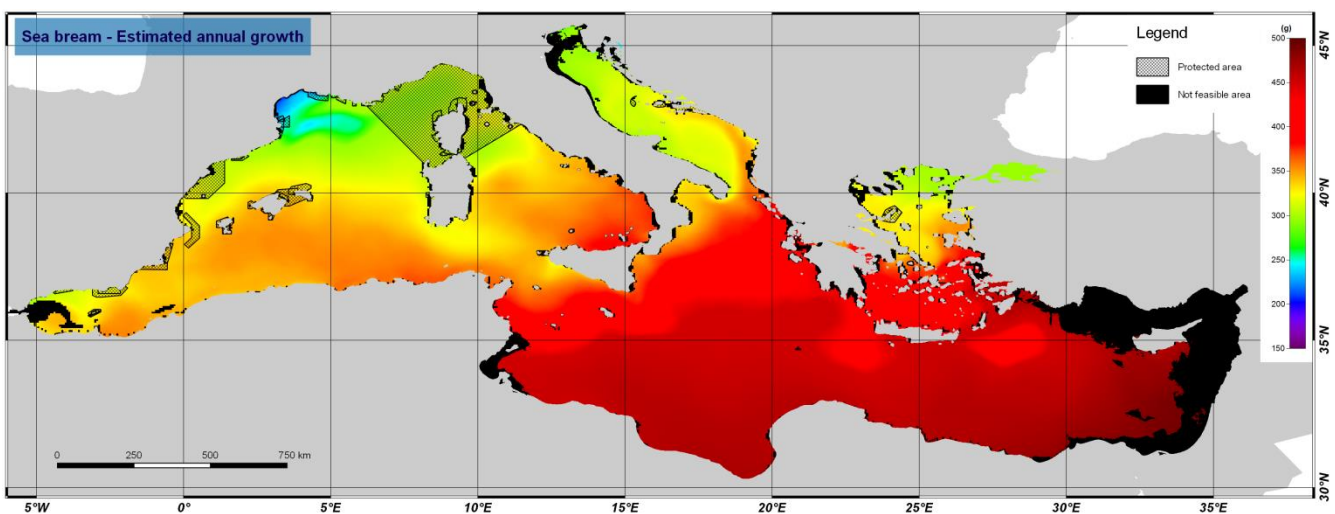 Sea bream - Estimated annual growth
Legend
Protected area
Not feasible area
(g)
500
450
400
350
300
250
200
150
45°N
40°N
35°N
30°N
0 250 500 750 km
5°W 0° 5°E 10°E 15°E 20°E 25°E 30°E 35°E